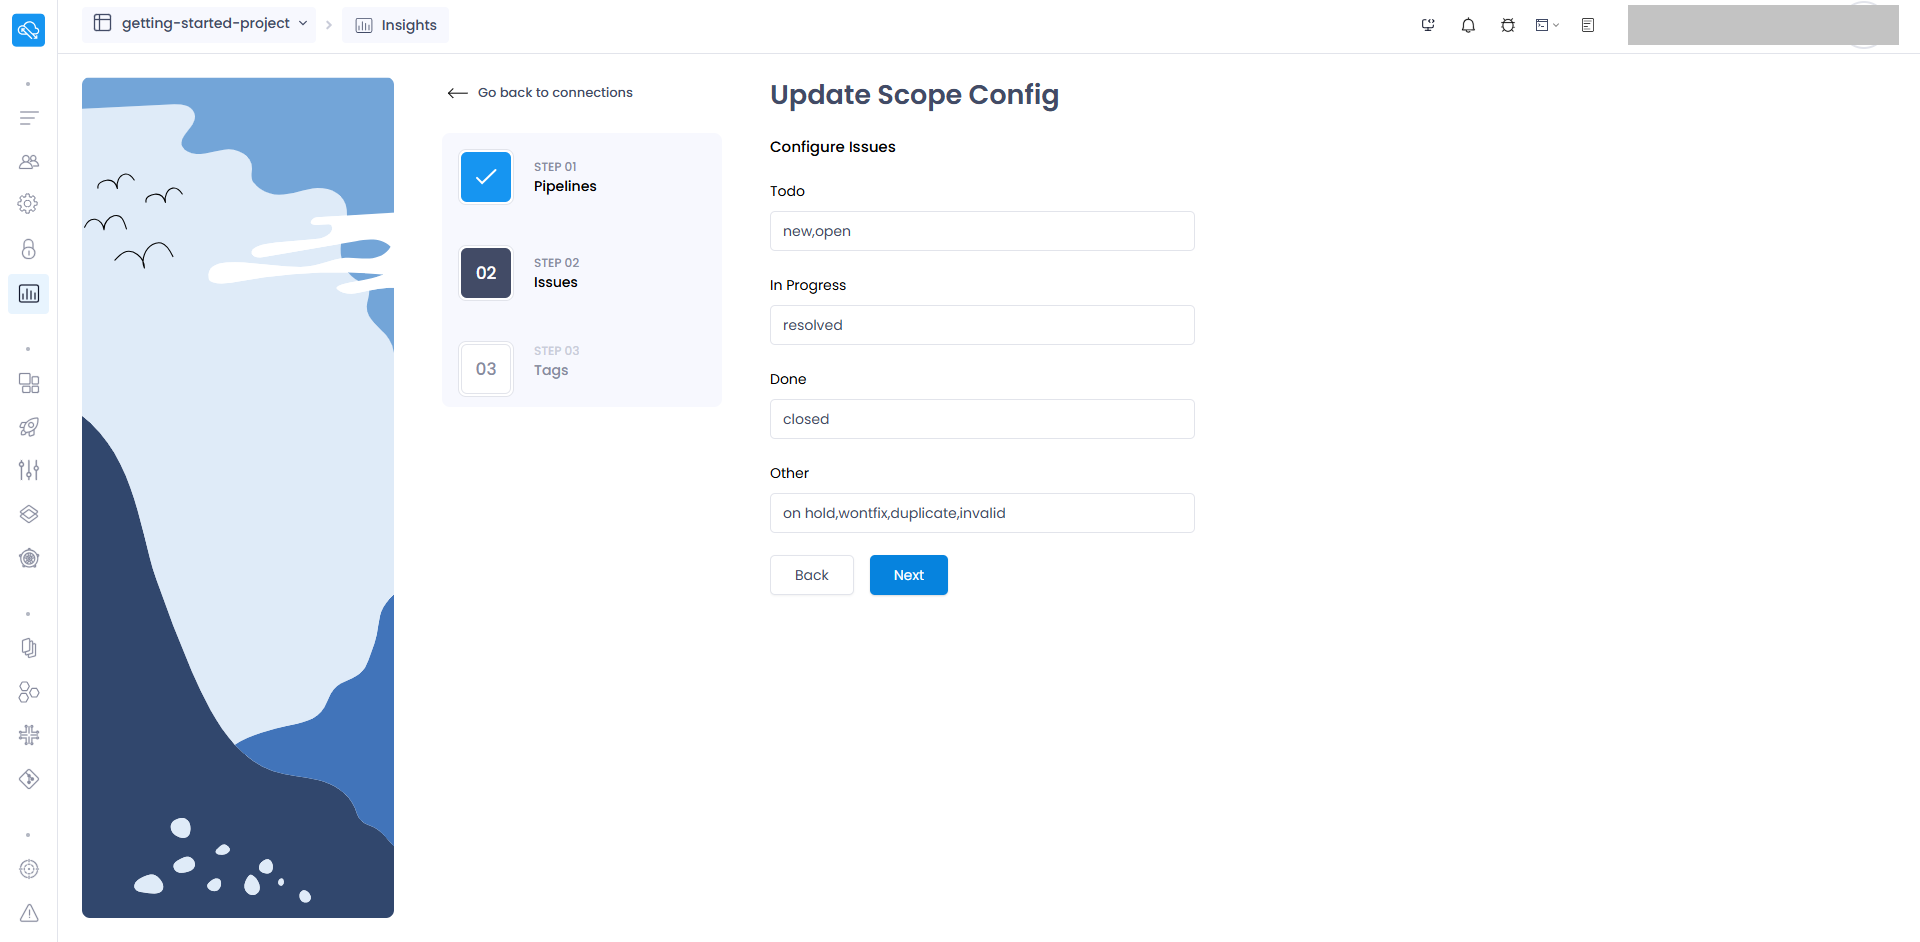 getting-started-project
Insights
Go back to connections
STEP 01
Pipelines
02
STEP 02
Issues
03
STEP 03
Tags
Update Scope Config
Configure Issues
Todo
new,open
In Progress
resolved
Done
closed
Other
on hold,wontfix,duplicate,invalid
Back
Next